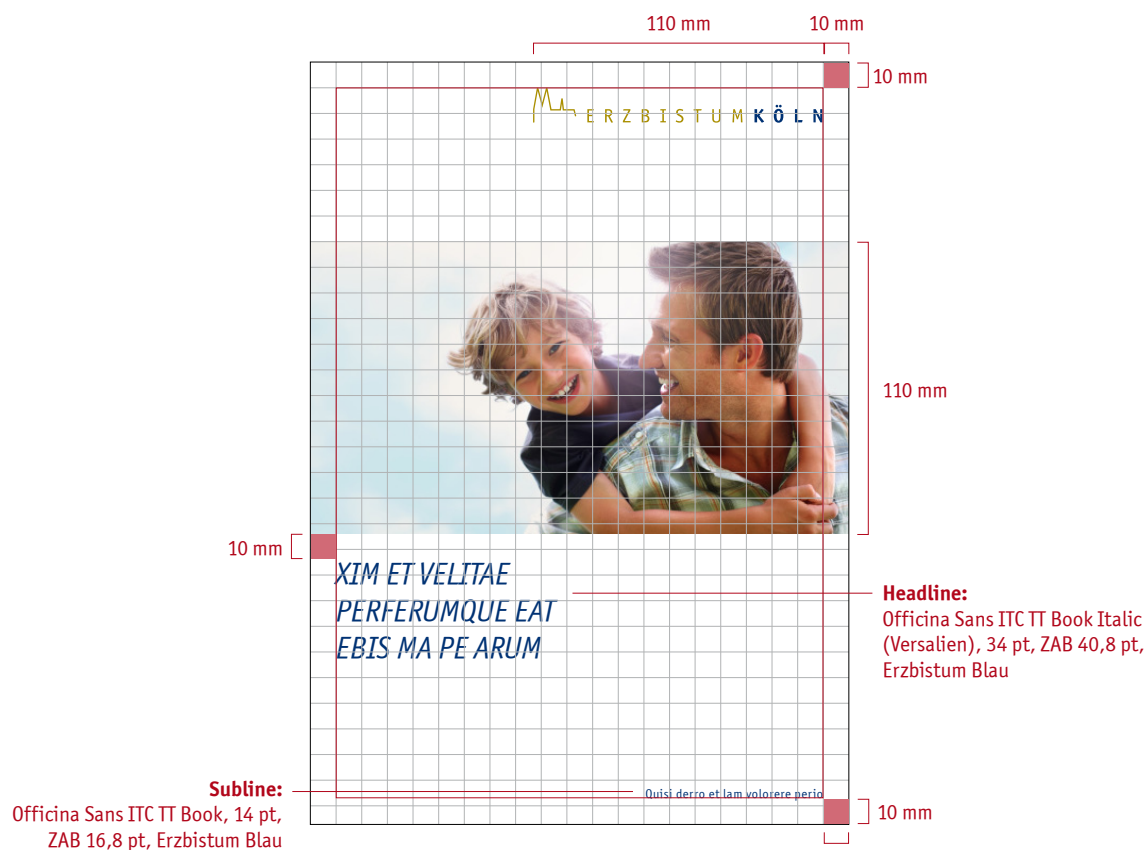 110 mm
10 mm
10 mm
ERZBISTUM KÖLN
110 mm
10 mm
XIM ET VELITAE
PERFERUMQUE EAT
EBIS MA PE ARUM
Headline:
Officina Sans ITC TT Book Italic
(Versalien), 34 pt, ZAB 40,8 pt,
Erzbistum Blau
Subline:
Officina Sans ITC TT Book, 14 pt,
ZAB 16,8 pt, Erzbistum Blau
Quisi derro et lam volorere perio
10 mm